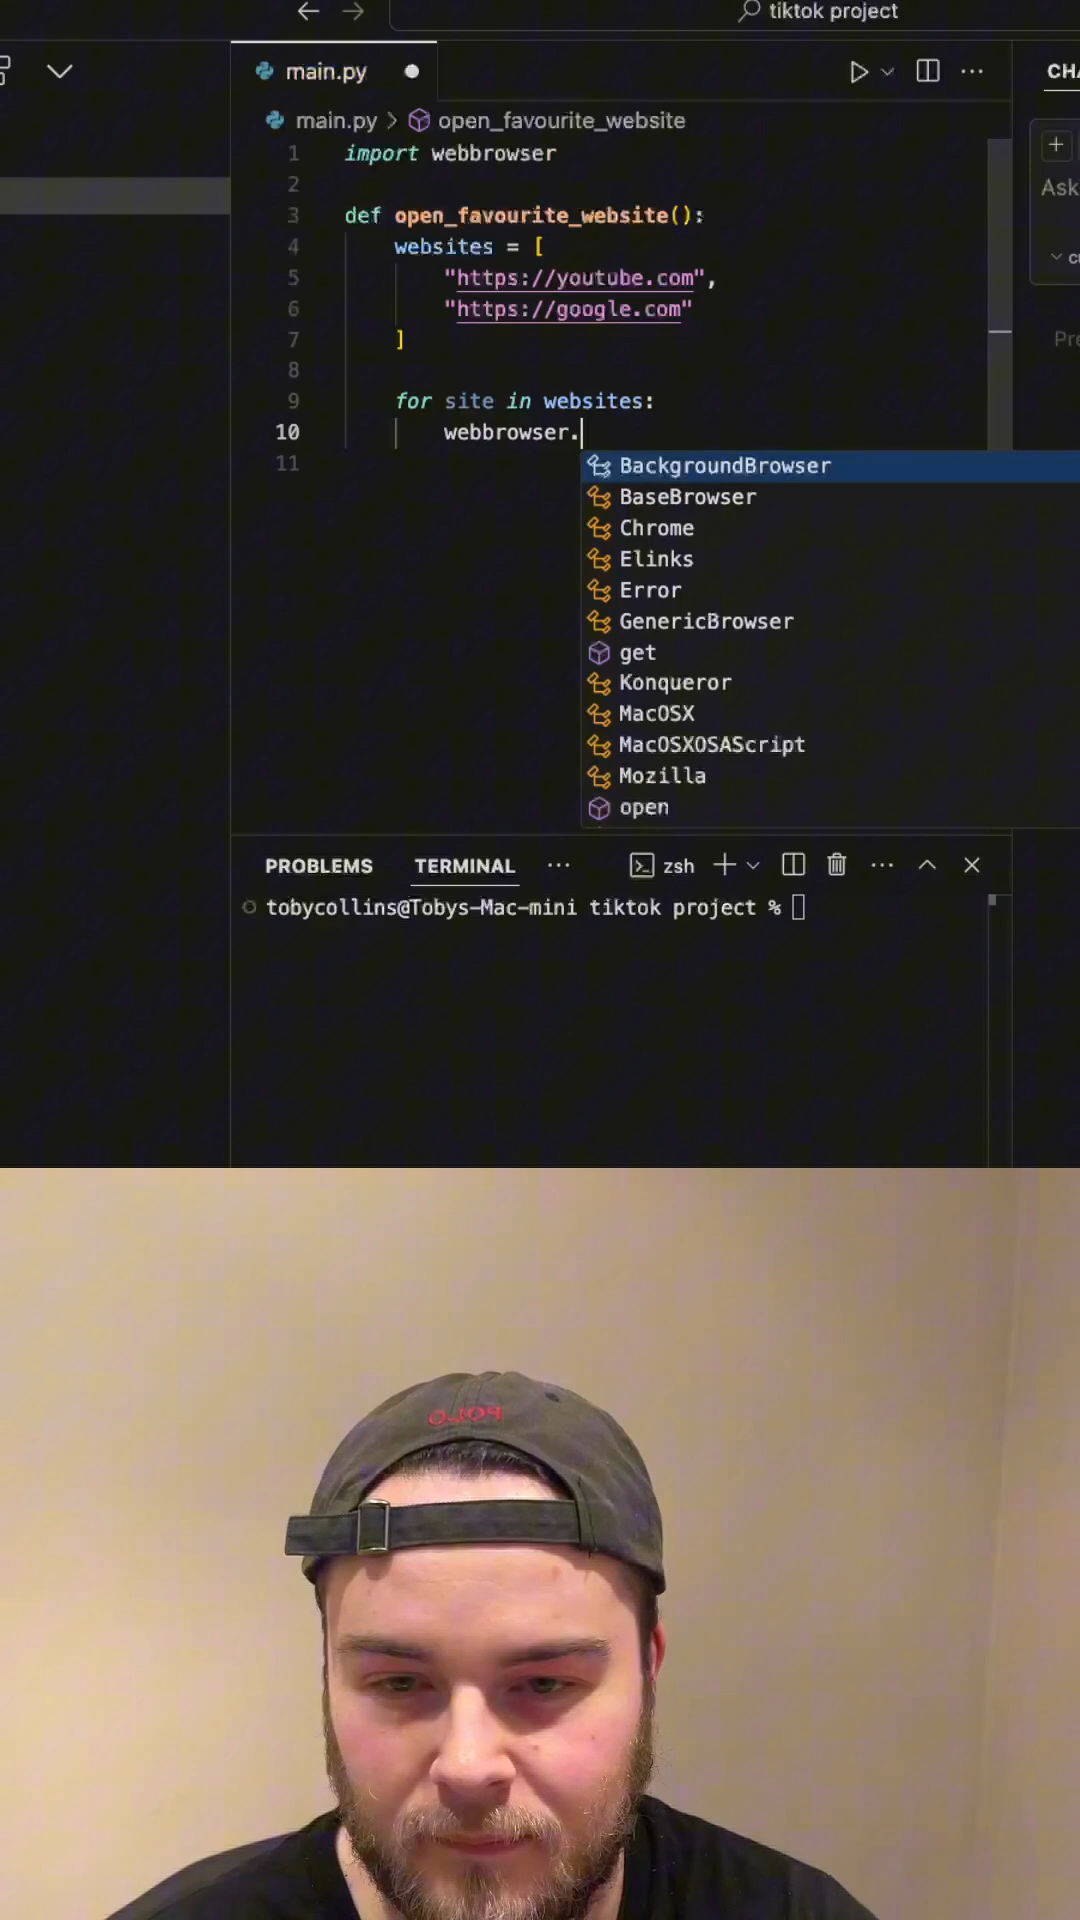 tiktok project
main.py
CHA
main.py > open_favourite_website
1 import webbrowser
2
3 def open_favourite_website():
4 websites = [
5 "https://youtube.com",
6 "https://google.com"
7 ]
8
9 for site in websites:
10 webbrowser.
11
BackgroundBrowser
BaseBrowser
Chrome
Elinks
Error
GenericBrowser
get
Konqueror
MacOSX
MacOSXOSAScript
Mozilla
open
Ask
Pre
PROBLEMS TERMINAL ··· zsh
tobycollins@Tobys-Mac-mini tiktok project %
POLO